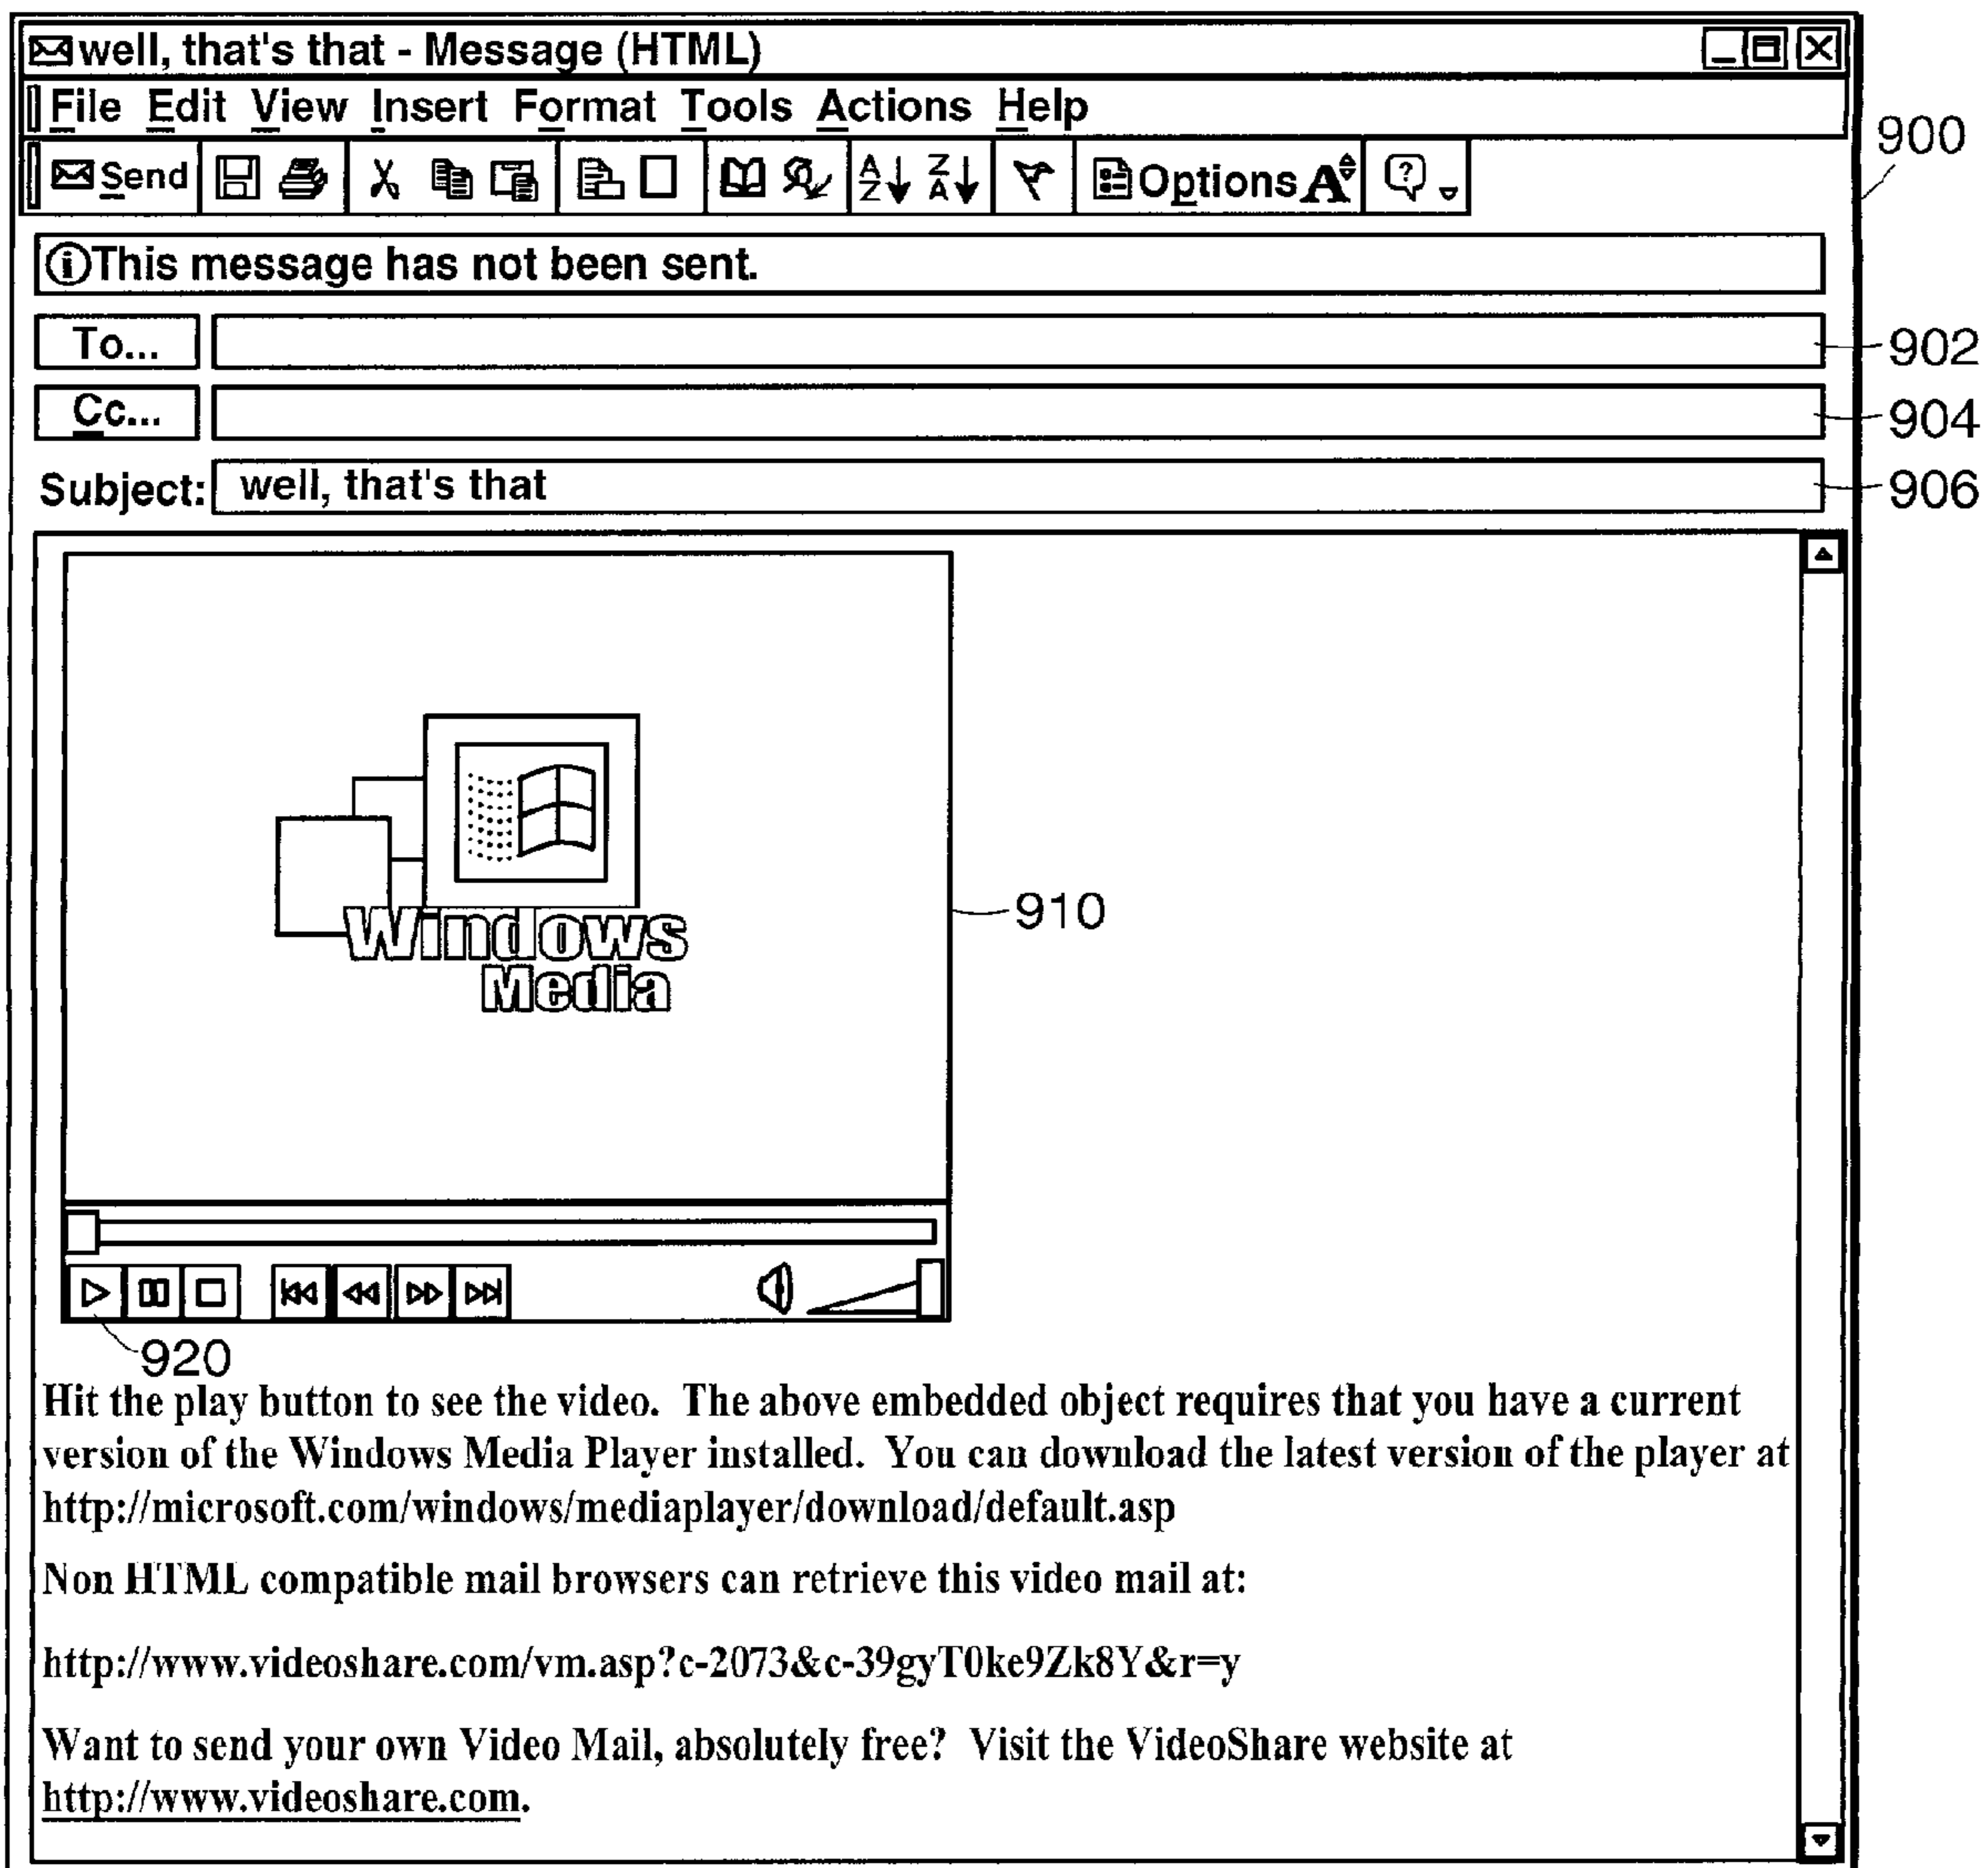 well, that's that - Message (HTML)
File Edit View Insert Format Tools Actions Help
900
Send Options A
This message has not been sent.
To... 902
Cc... 904
Subject: well, that's that 906
Windows
Media
910
920
Hit the play button to see the video. The above embedded object requires that you have a current
version of the Windows Media Player installed. You can download the latest version of the player at
http://microsoft.com/windows/mediaplayer/download/default.asp
Non HTML compatible mail browsers can retrieve this video mail at:
http://www.videoshare.com/vm.asp?c-2073&c-39gyT0ke9Zk8Y&r=y
Want to send your own Video Mail, absolutely free? Visit the VideoShare website at
http://www.videoshare.com.